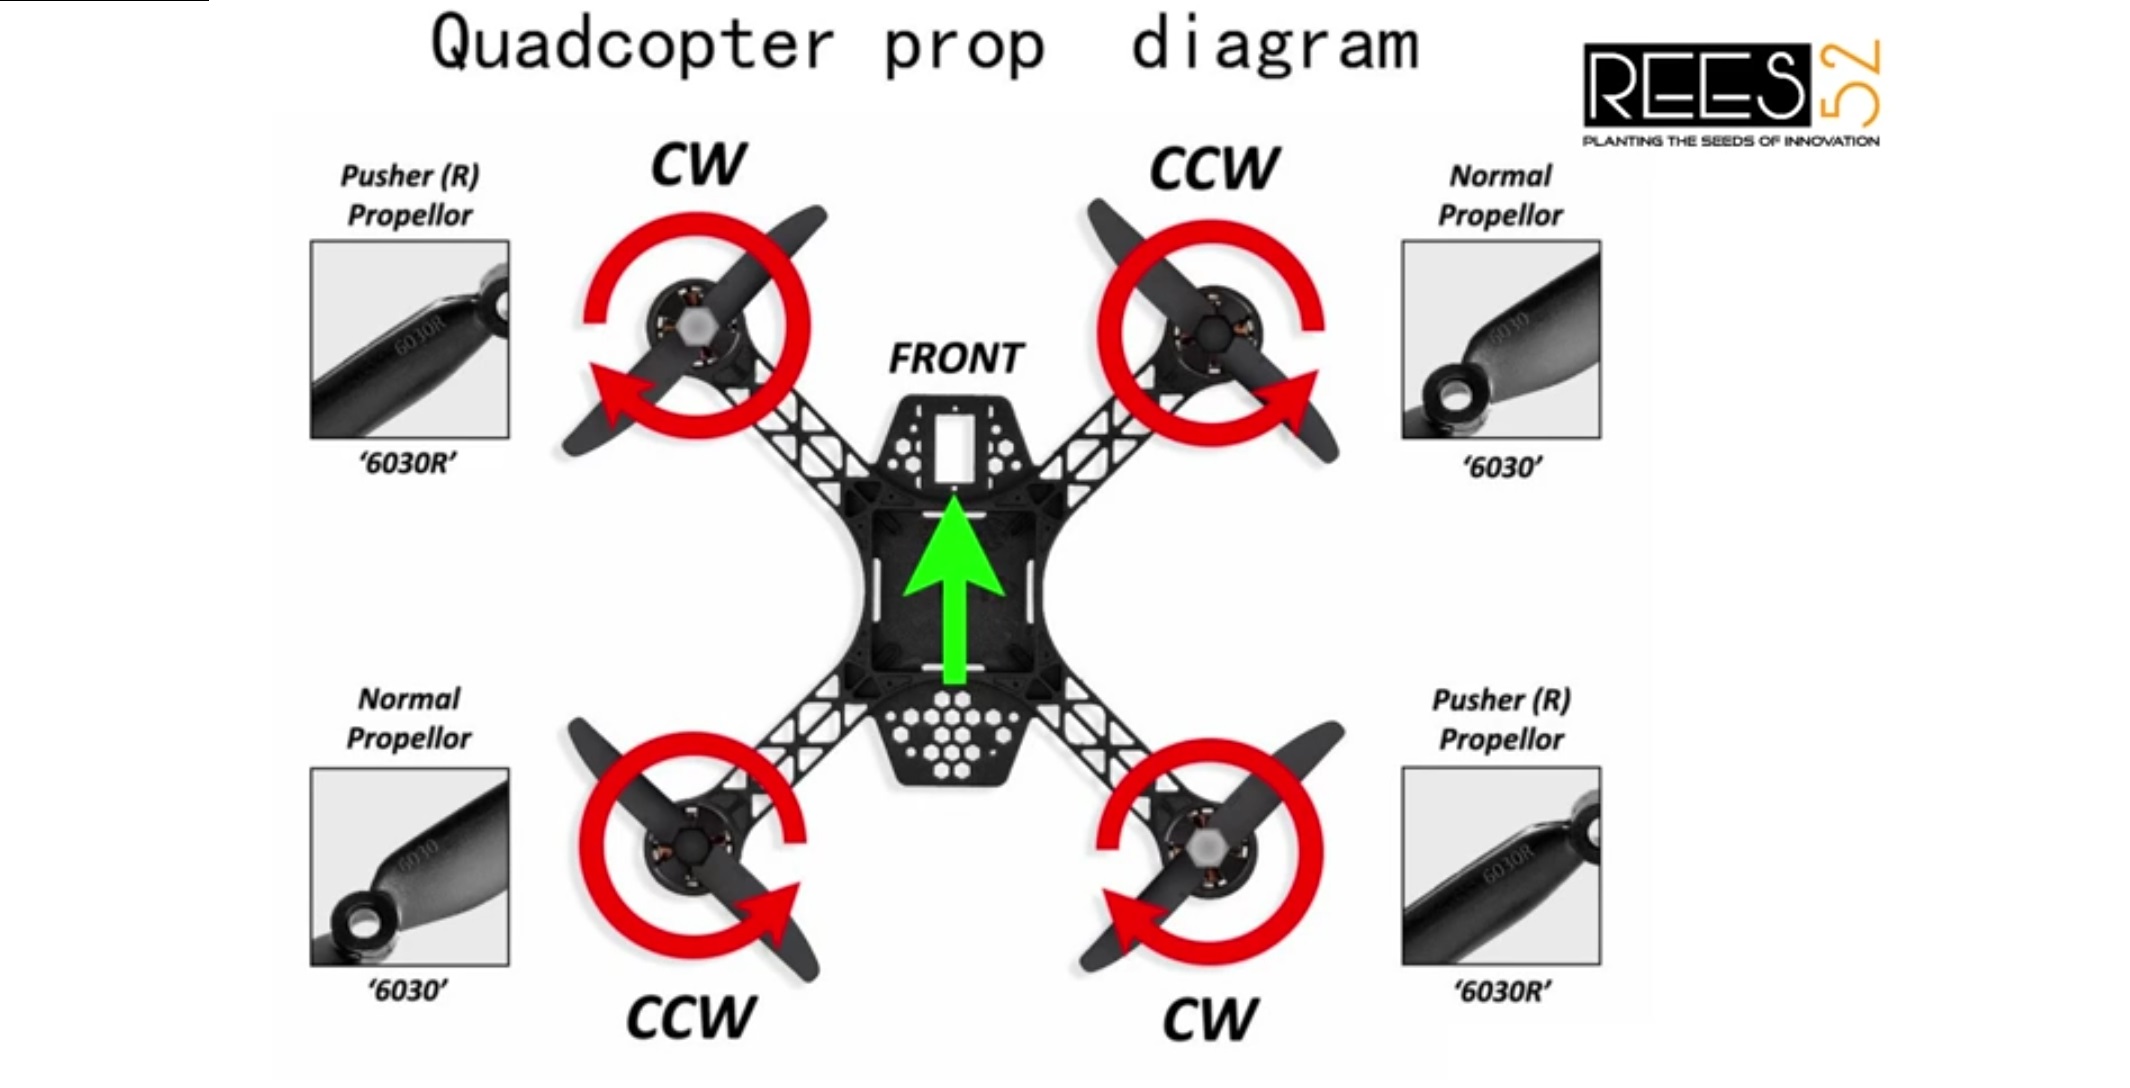 Quadcopter prop diagram
REES52
PLANTING THE SEEDS OF INNOVATION
CW
CCW
Pusher (R)
Propellor
6030R
‘6030R’
Normal
Propellor
6030
‘6030’
FRONT
Normal
Propellor
6030
‘6030’
Pusher (R)
Propellor
6030R
‘6030R’
CCW
CW